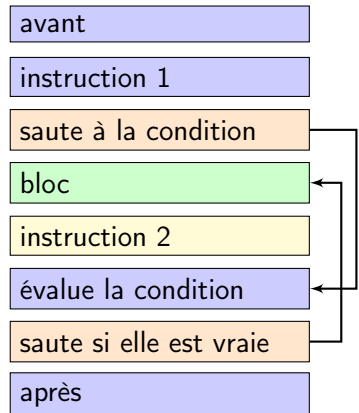 avant
instruction 1
saute à la condition
bloc
instruction 2
évalue la condition
saute si elle est vraie
après